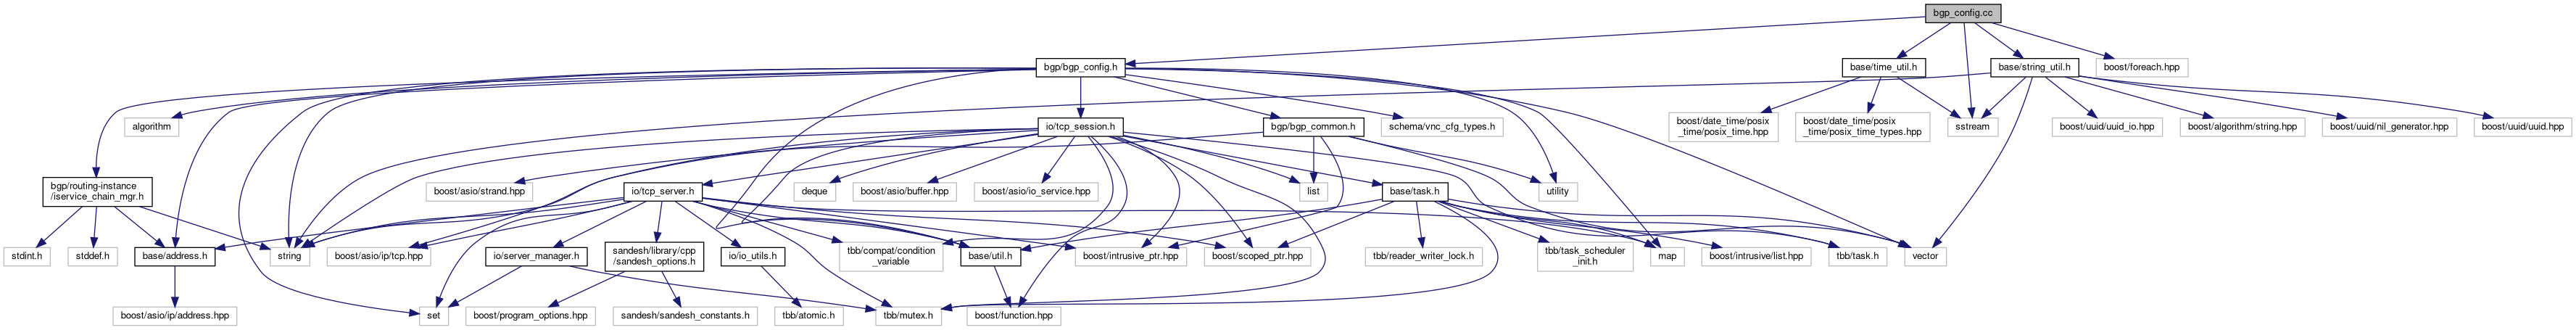 bgp_config.cc
bgp/bgp_config.h
base/time_util.h
base/string_util.h
boost/foreach.hpp
algorithm
io/tcp_session.h
bgp/bgp_common.h
schema/vnc_cfg_types.h
boost/date_time/posix
_time/posix_time.hpp
boost/date_time/posix
_time/posix_time_types.hpp
sstream
boost/uuid/uuid_io.hpp
boost/algorithm/string.hpp
boost/uuid/nil_generator.hpp
boost/uuid/uuid.hpp
bgp/routing-instance
/iservice_chain_mgr.h
boost/asio/strand.hpp
io/tcp_server.h
deque
boost/asio/buffer.hpp
boost/asio/io_service.hpp
list
base/task.h
utility
stdint.h
stddef.h
base/address.h
string
boost/asio/ip/tcp.hpp
io/server_manager.h
sandesh/library/cpp
/sandesh_options.h
io/io_utils.h
tbb/compat/condition
_variable
base/util.h
boost/intrusive_ptr.hpp
boost/scoped_ptr.hpp
tbb/reader_writer_lock.h
tbb/task_scheduler
_init.h
map
boost/intrusive/list.hpp
tbb/task.h
vector
boost/asio/ip/address.hpp
set
boost/program_options.hpp
sandesh/sandesh_constants.h
tbb/atomic.h
tbb/mutex.h
boost/function.hpp